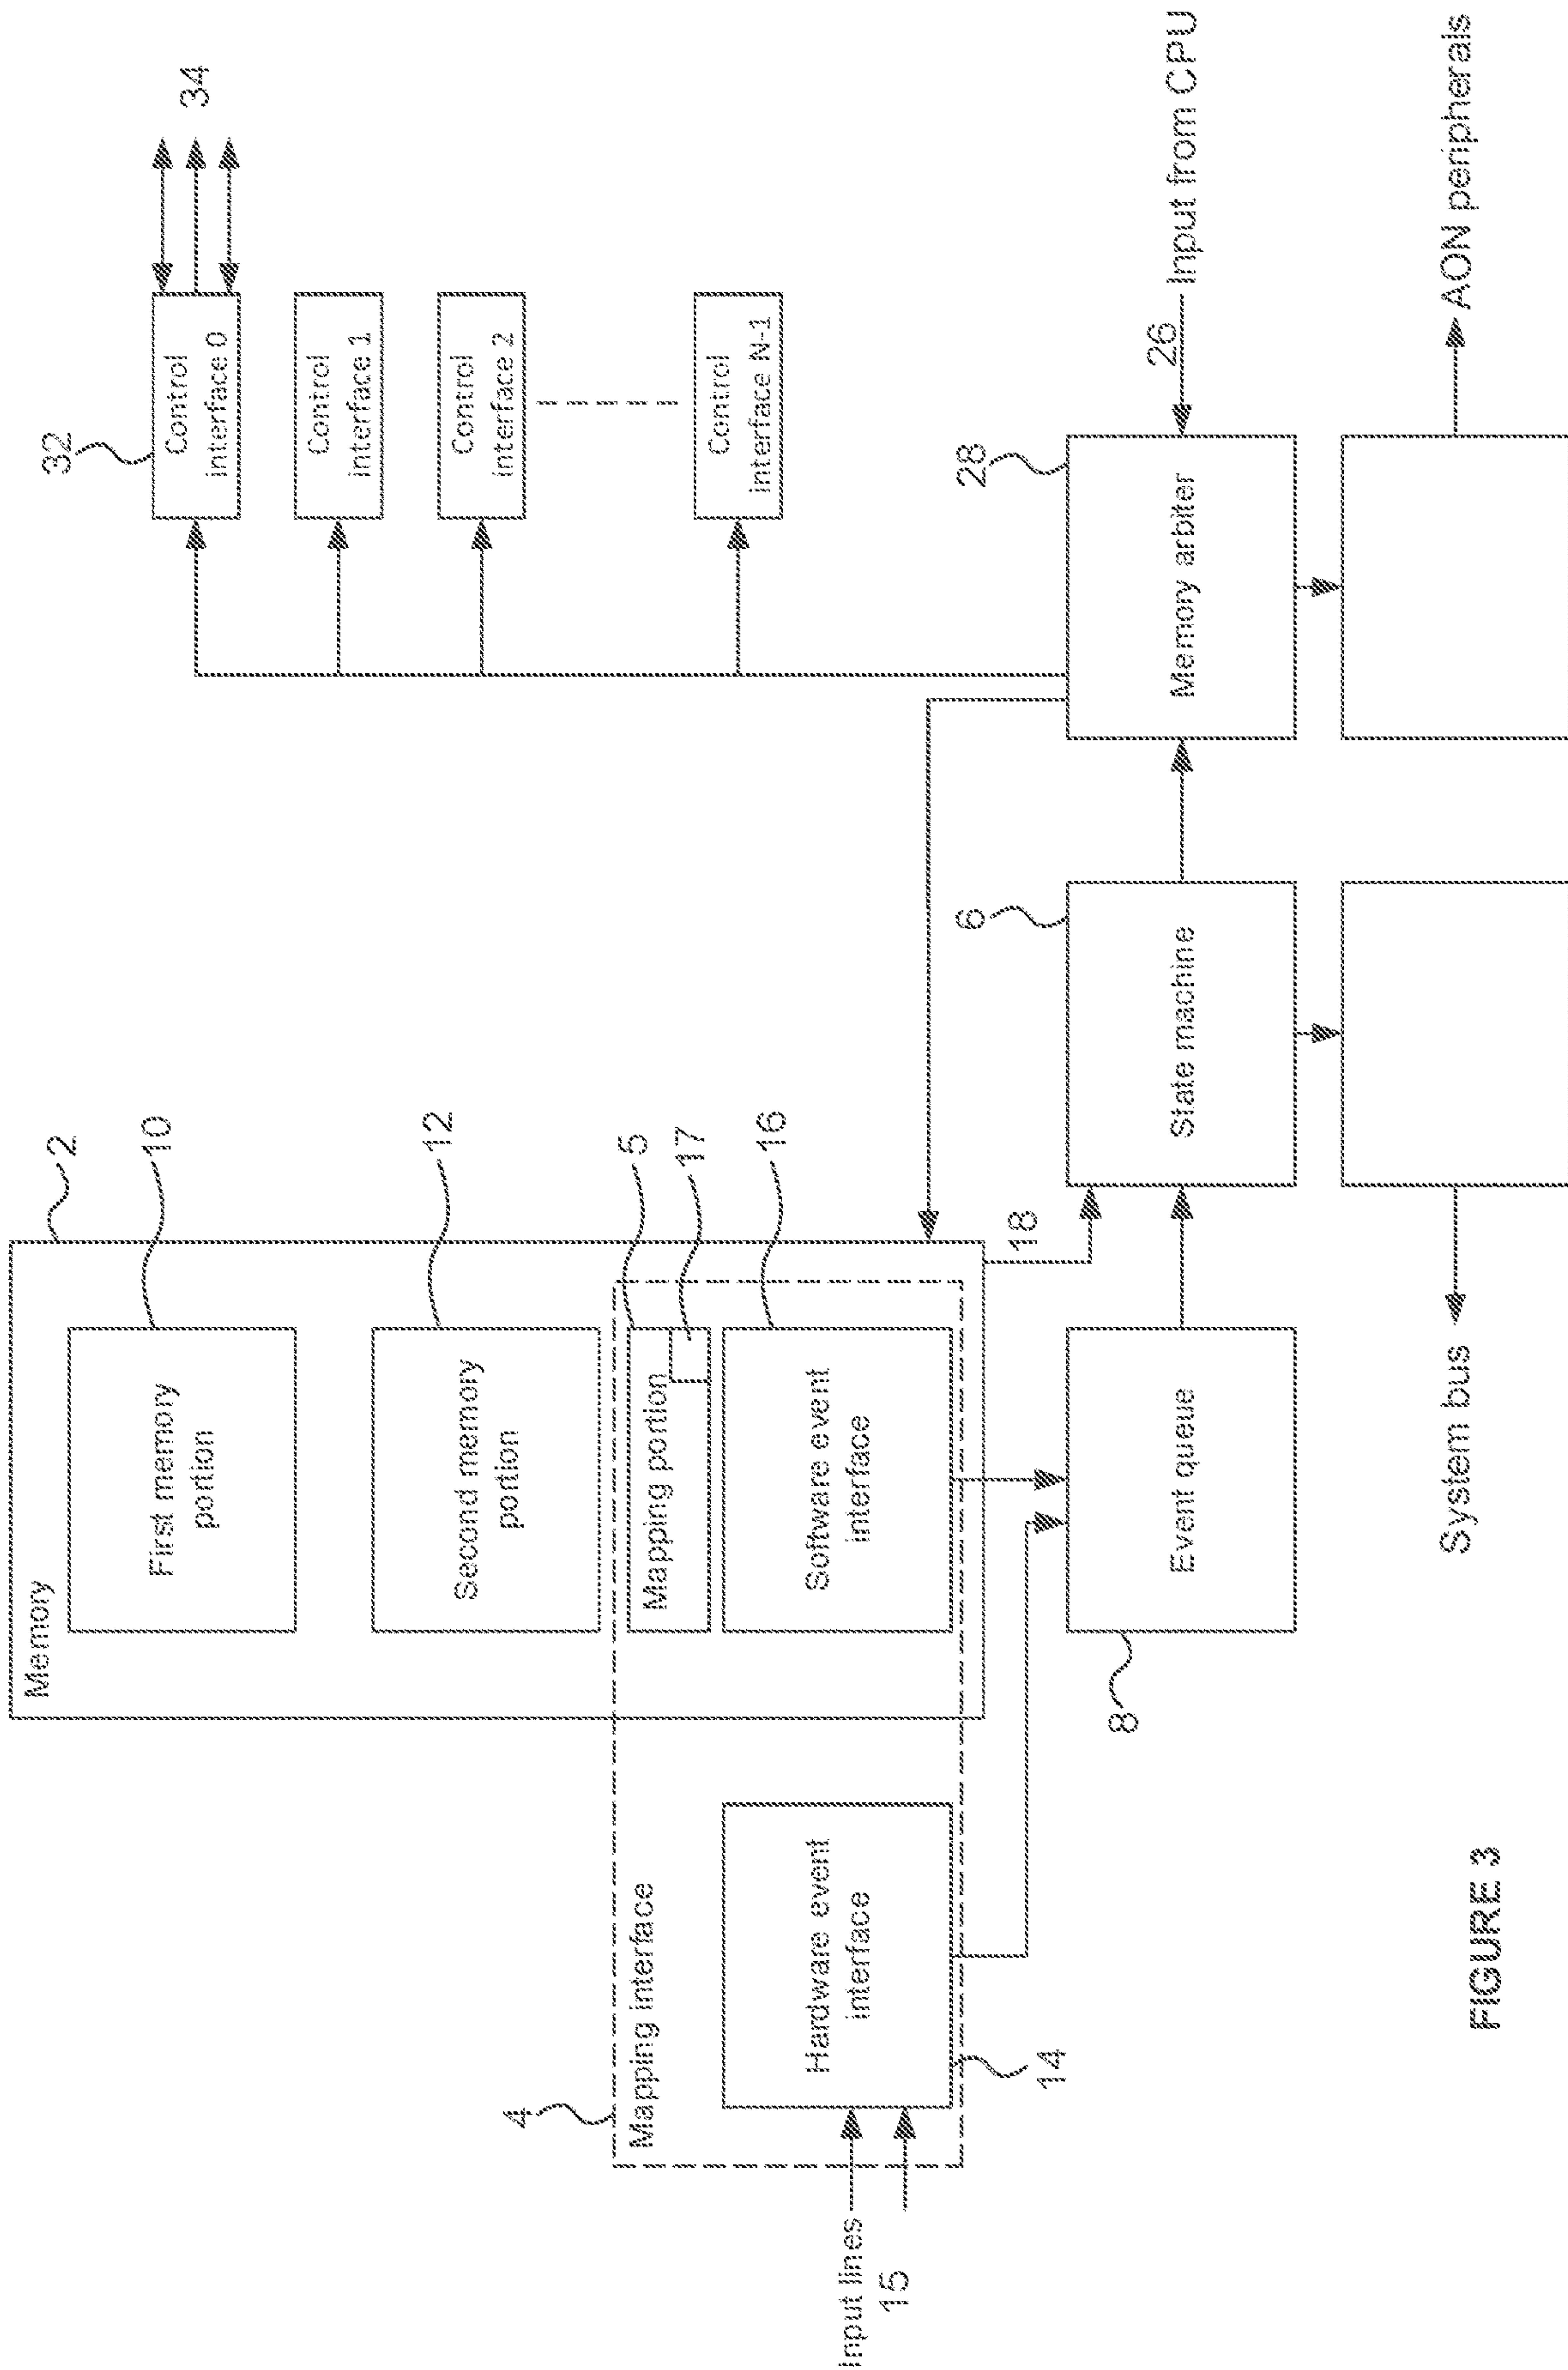 Memory
2
First memory
portion
10
Second memory
portion
12
Mapping interface
4
Mapping portion
5
17
Software event
interface
16
Hardware event
interface
14
Input lines
15
18
Event queue
8
State machine
6
Memory arbiter
28
26
Input from CPU
Control
interface 0
32
34
Control
interface 1
Control
interface 2
Control
interface N-1
System bus
AON peripherals
FIGURE 3